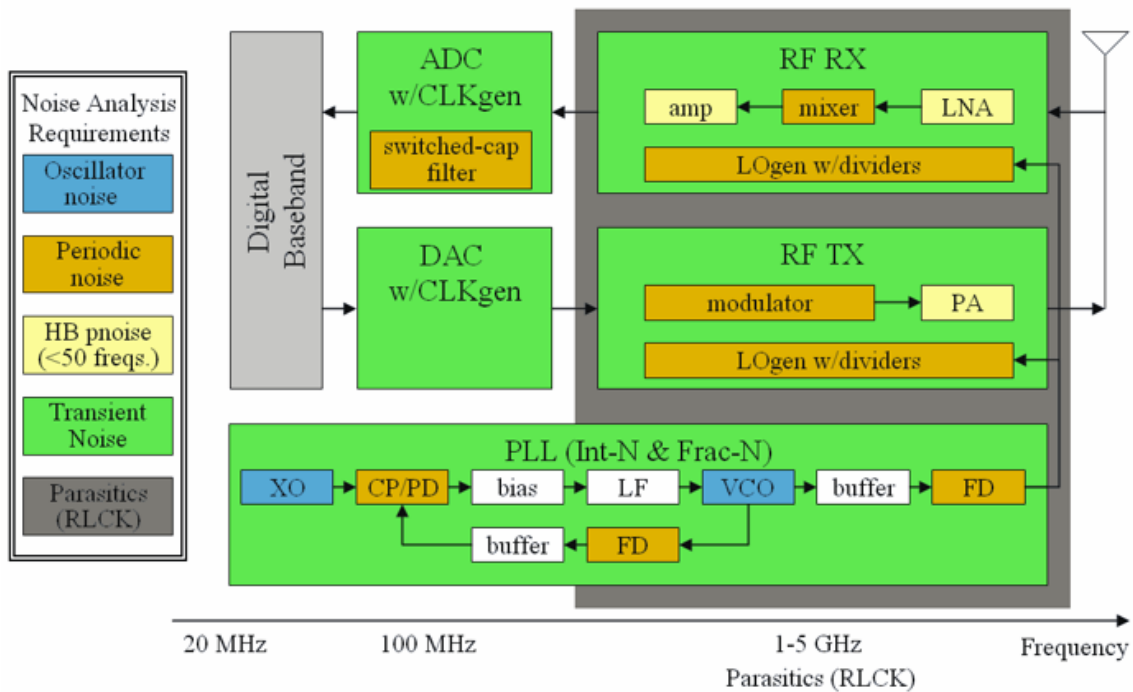 Noise Analysis
Requirements
Oscillator
noise
Periodic
noise
HB pnoise
(<50 freqs.)
Transient
Noise
Parasitics
(RLCK)
Digital
Baseband
ADC
w/CLKgen
switched-cap
filter
DAC
w/CLKgen
RF RX
amp
mixer
LNA
LOgen w/dividers
RF TX
modulator
PA
LOgen w/dividers
PLL (Int-N & Frac-N)
XO
CP/PD
bias
LF
VCO
buffer
FD
buffer
FD
20 MHz
100 MHz
1-5 GHz
Frequency
Parasitics (RLCK)